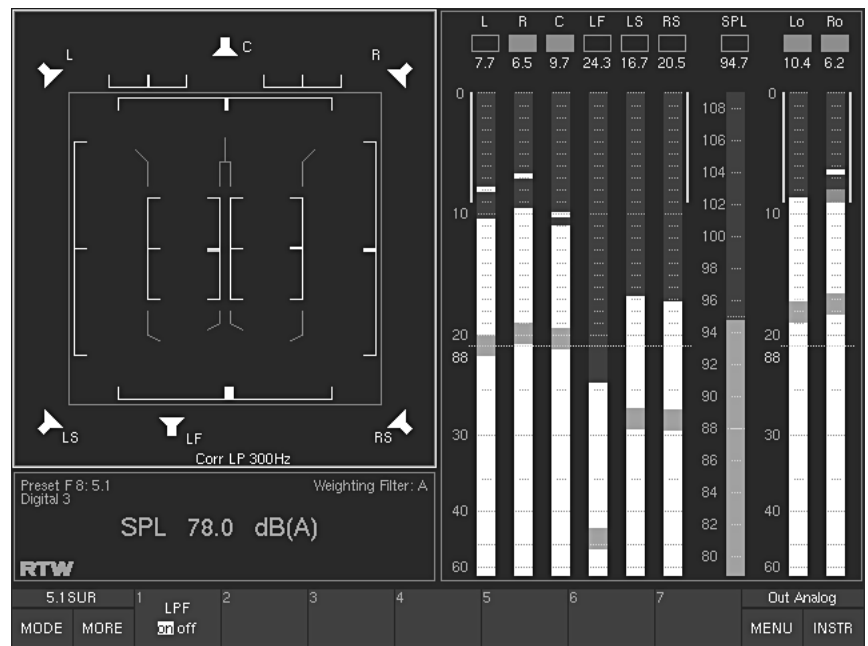 L R C LF LS RS SPL Lo Ro
7.7 6.5 9.7 24.3 16.7 20.5 94.7 10.4 6.2
L
C
R
LS
LF
RS
Corr LP 300Hz
0
10
20
88
30
40
60
108
106
104
102
100
98
96
94
92
90
88
86
84
82
80
0
10
20
88
30
40
60
Preset F 8: 5.1 Weighting Filter: A
Digital 3
SPL 78.0 dB(A)
RTW
5.1SUR 1 2 3 4 5 6 7 Out Analog
LPF
MODE MORE on off MENU INSTR